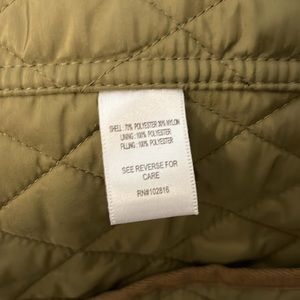 SHELL: 70% POLYESTER 30% NYLON
LINING: 100% POLYESTER
FILLING: 100% POLYESTER
SEE REVERSE FOR
CARE
RN#102816